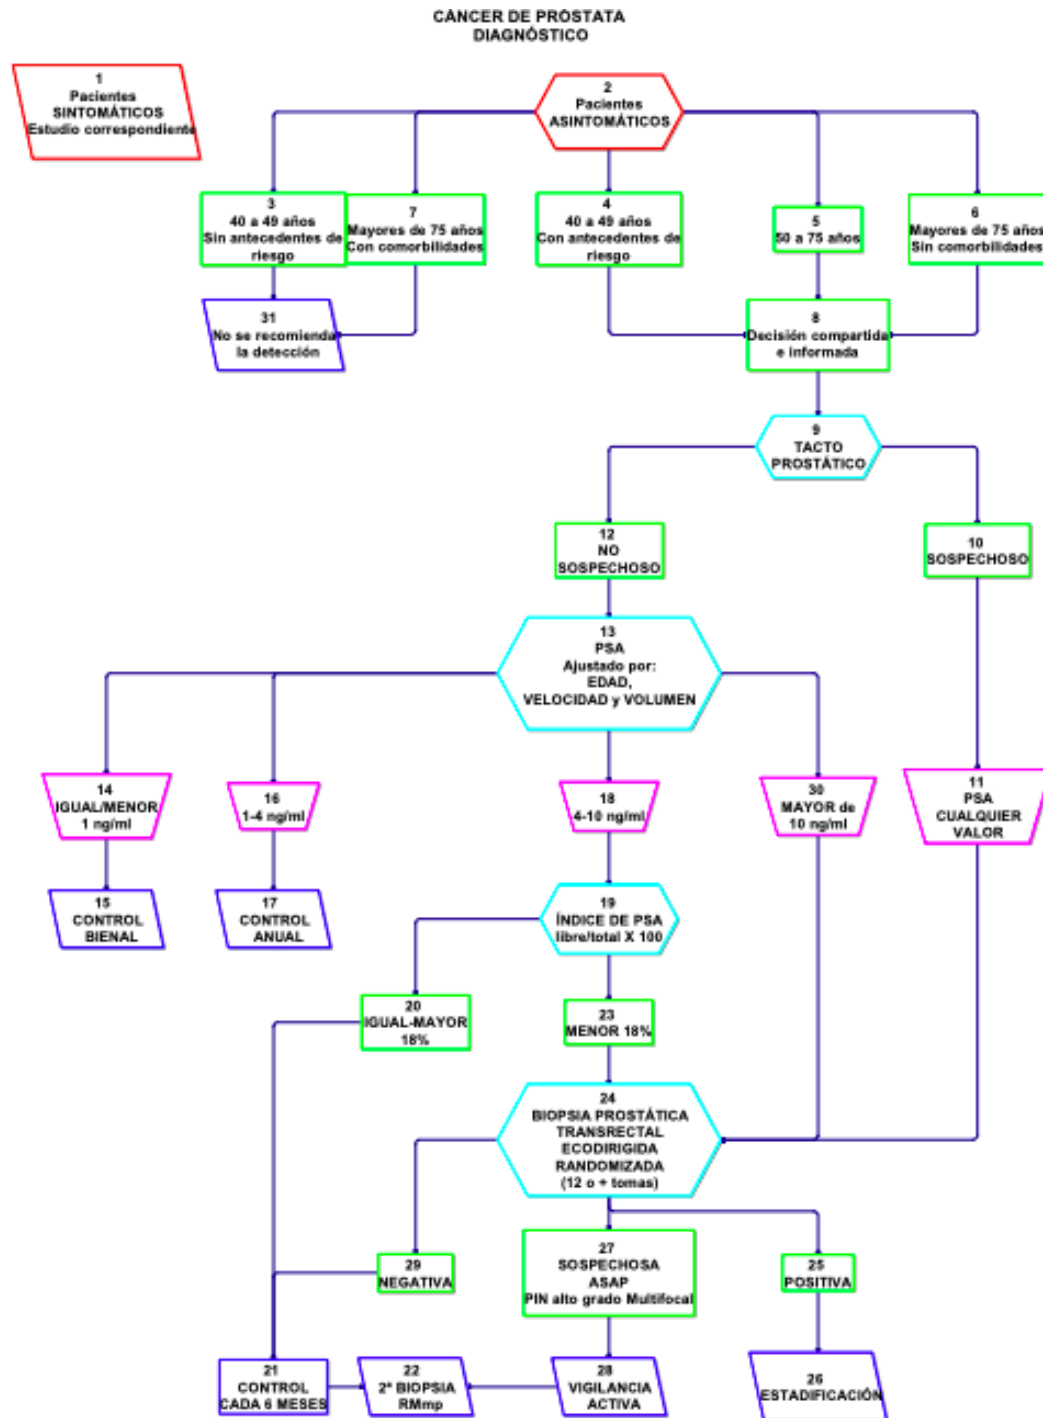 CÁNCER DE PRÓSTATA
DIAGNÓSTICO
1
Pacientes
SINTOMÁTICOS
Estudio correspondiente
2
Pacientes
ASINTOMÁTICOS
3
40 a 49 años
Sin antecedentes de
riesgo
7
Mayores de 75 años
Con comorbilidades
4
40 a 49 años
Con antecedentes de
riesgo
5
50 a 75 años
6
Mayores de 75 años
Sin comorbilidades
31
No se recomienda
la detección
8
Decisión compartida
e informada
9
TACTO
PROSTÁTICO
12
NO
SOSPECHOSO
10
SOSPECHOSO
13
PSA
Ajustado por:
EDAD,
VELOCIDAD y VOLUMEN
14
IGUAL/MENOR
1 ng/ml
16
1-4 ng/ml
18
4-10 ng/ml
30
MAYOR de
10 ng/ml
11
PSA
CUALQUIER
VALOR
15
CONTROL
BIENAL
17
CONTROL
ANUAL
19
ÍNDICE DE PSA
libre/total X 100
20
IGUAL-MAYOR
18%
23
MENOR 18%
24
BIOPSIA PROSTÁTICA
TRANSRECTAL
ECODIRIGIDA
RANDOMIZADA
(12 o + tomas)
29
NEGATIVA
27
SOSPECHOSA
ASAP
PIN alto grado Multifocal
25
POSITIVA
21
CONTROL
CADA 6 MESES
22
2ª BIOPSIA
RMmp
28
VIGILANCIA
ACTIVA
26
ESTADIFICACIÓN